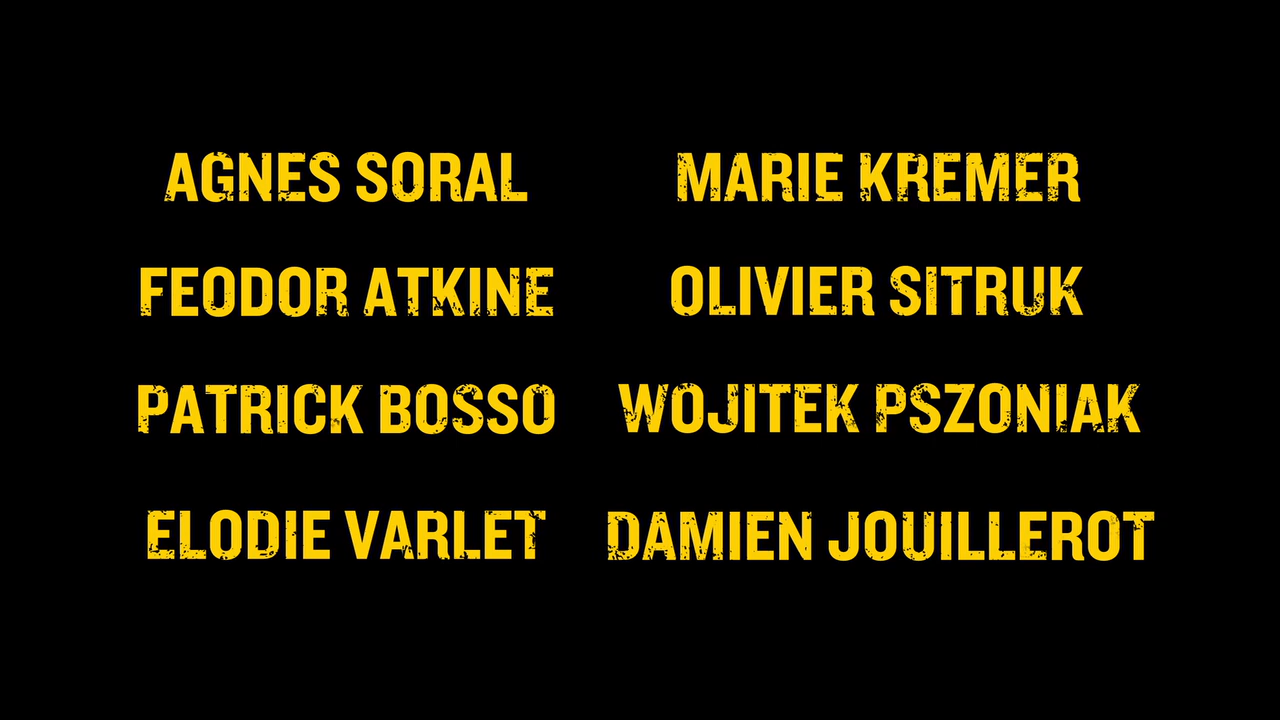 AGNES SORAL
MARIE KREMER
FEODOR ATKINE
OLIVIER SITRUK
PATRICK BOSSO
WOJITEK PSZONIAK
ELODIE VARLET
DAMIEN JOUILLEROT